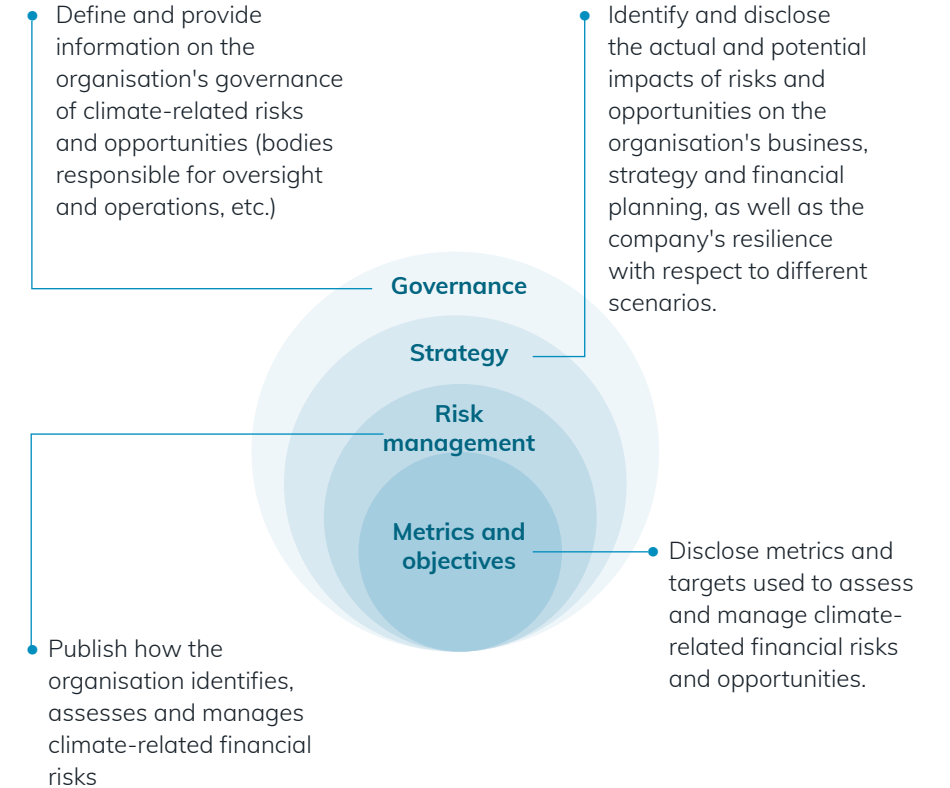 Define and provide
information on the
organisation's governance
of climate-related risks
and opportunities (bodies
responsible for oversight
and operations, etc.)
Identify and disclose
the actual and potential
impacts of risks and
opportunities on the
organisation's business,
strategy and financial
planning, as well as the
company's resilience
with respect to different
scenarios.
Governance
Strategy
Risk
management
Metrics and
objectives
Disclose metrics and
targets used to assess
and manage climate-
related financial risks
and opportunities.
Publish how the
organisation identifies,
assesses and manages
climate-related financial
risks